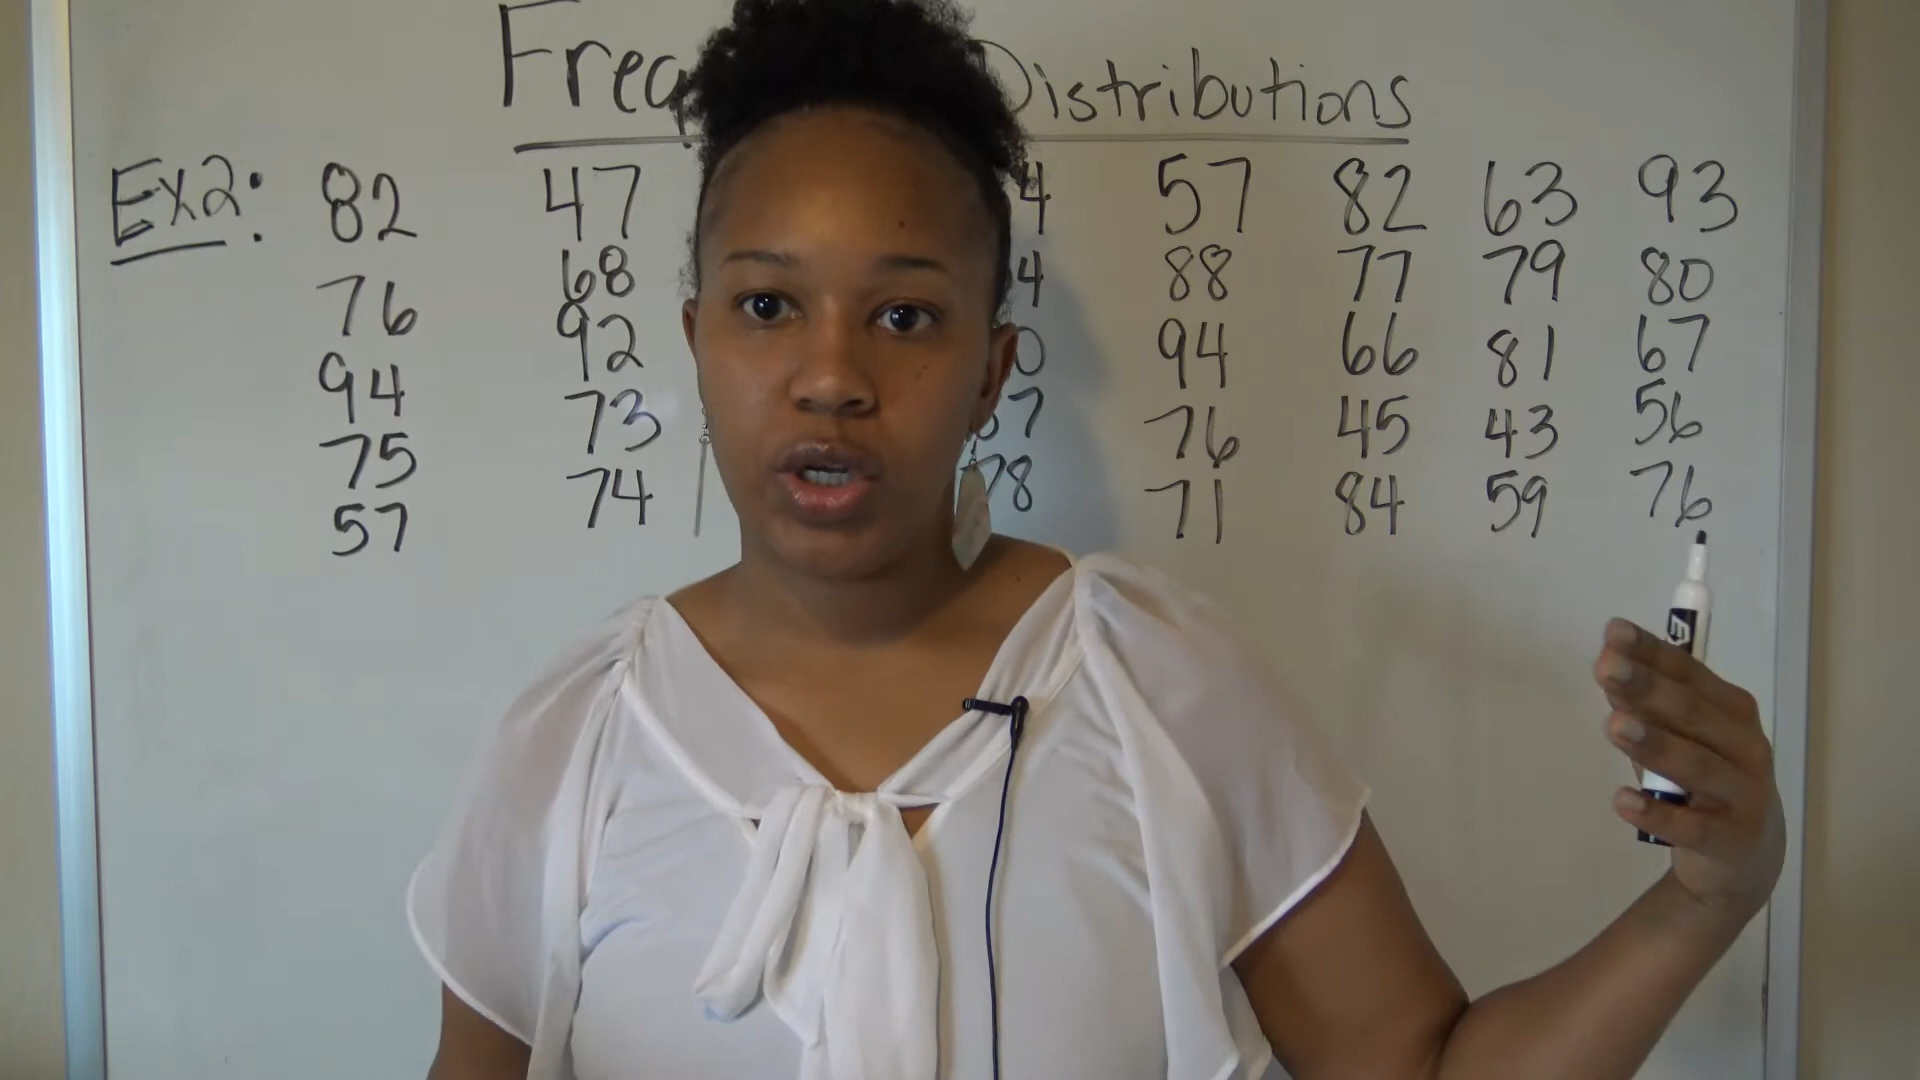 Distributions
Ex2: 82 47 57 82 63 93
76 68 88 77 79 80
94 92 94 66 81 67
75 73 76 45 43 56
57 74 78 71 84 59 76